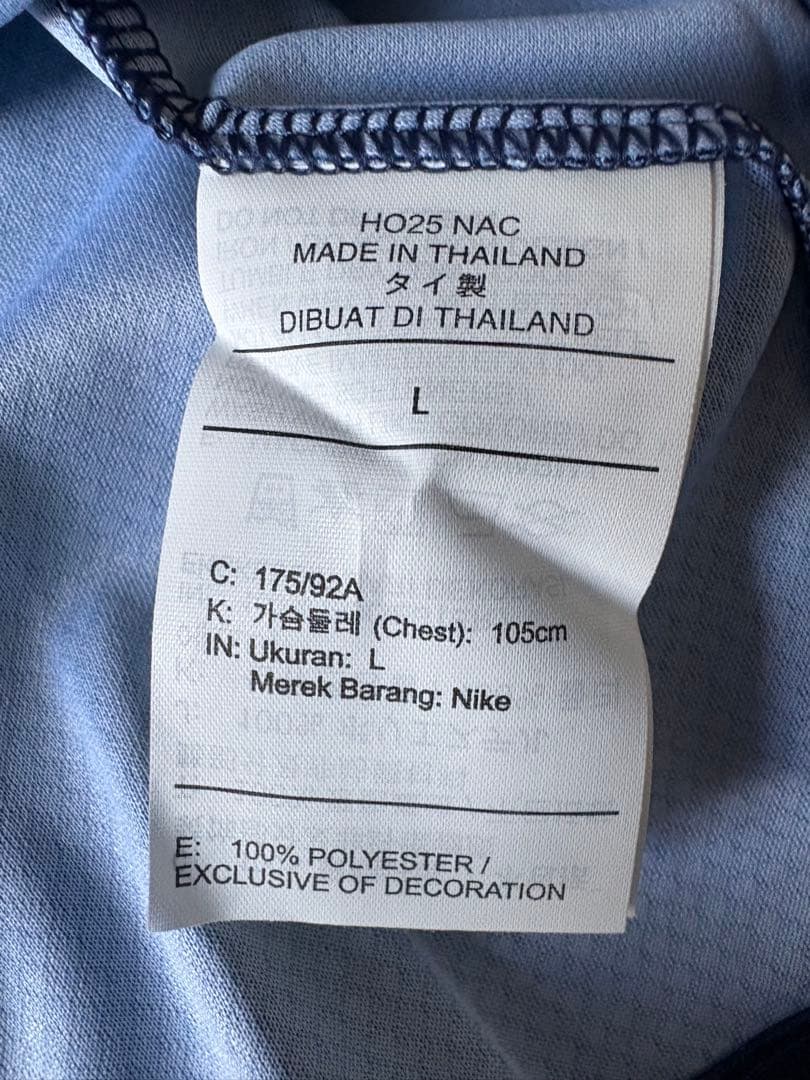 HO25 NAC
MADE IN THAILAND
タイ製
DIBUAT DI THAILAND
L
C: 175/92A
K: 가슴둘레 (Chest): 105cm
IN: Ukuran: L
Merek Barang: Nike
E: 100% POLYESTER /
EXCLUSIVE OF DECORATION